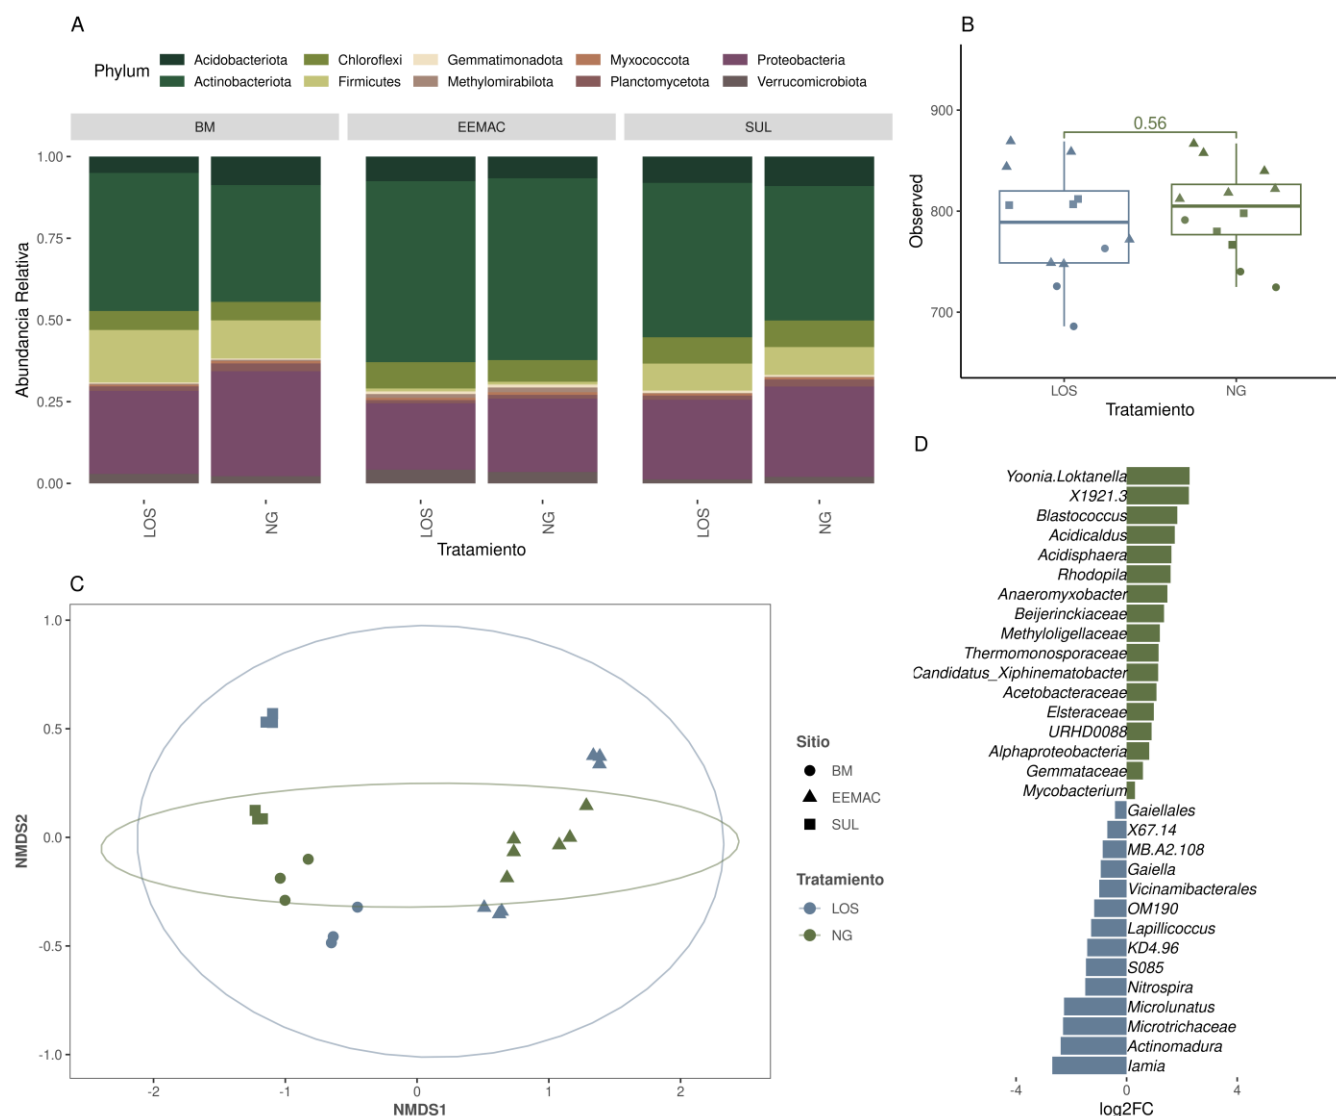 A
Phylum
Acidobacteriota
Chloroflexi
Gemmatimonadota
Myxococcota
Proteobacteria
Actinobacteriota
Firmicutes
Methylomirabilota
Planctomycetota
Verrucomicrobiota
BM
EEMAC
SUL
Abundancia Relativa
1.00
0.75
0.50
0.25
0.00
LOS
NG
LOS
NG
LOS
NG
Tratamiento
B
Observed
900
800
700
0.56
LOS
NG
Tratamiento
C
NMDS2
1.0
0.5
0.0
-0.5
-1.0
-2
-1
0
1
2
NMDS1
Sitio
BM
EEMAC
SUL
Tratamiento
LOS
NG
D
Yoonia.Loktanella
X1921.3
Blastococcus
Acidicaldus
Acidisphaera
Rhodopila
Anaeromyxobacter
Beijerinckiaceae
Methyloligellaceae
Thermomonosporaceae
Candidatus_Xiphinematobacter
Acetobacteraceae
Elsteraceae
URHD0088
Alphaproteobacteria
Gemmataceae
Mycobacterium
Gaiellales
X67.14
MB.A2.108
Gaiella
Vicinamibacterales
OM190
Lapillicoccus
KD4.96
S085
Nitrospira
Microlunatus
Microtrichaceae
Actinomadura
Iamia
-4
0
4
log2FC